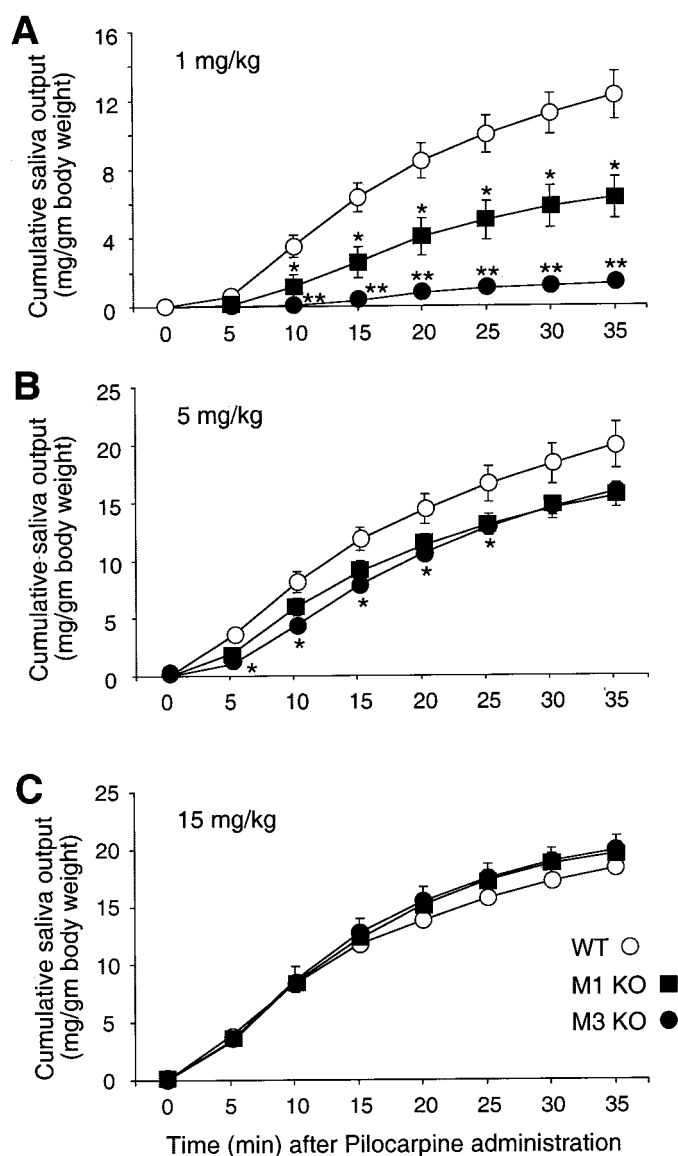 A
1 mg/kg
Cumulative saliva output
(mg/gm body weight)
16
12
8
4
0
* * * * * *
** ** ** ** ** **
0 5 10 15 20 25 30 35
B
5 mg/kg
Cumulative saliva output
(mg/gm body weight)
25
20
15
10
5
0
* * * * *
0 5 10 15 20 25 30 35
C
15 mg/kg
Cumulative saliva output
(mg/gm body weight)
25
20
15
10
5
0
WT
M1 KO
M3 KO
0 5 10 15 20 25 30 35
Time (min) after Pilocarpine administration